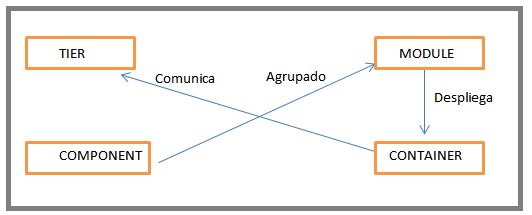 TIER
MODULE
Comunica
Agrupado
Despliega
COMPONENT
CONTAINER